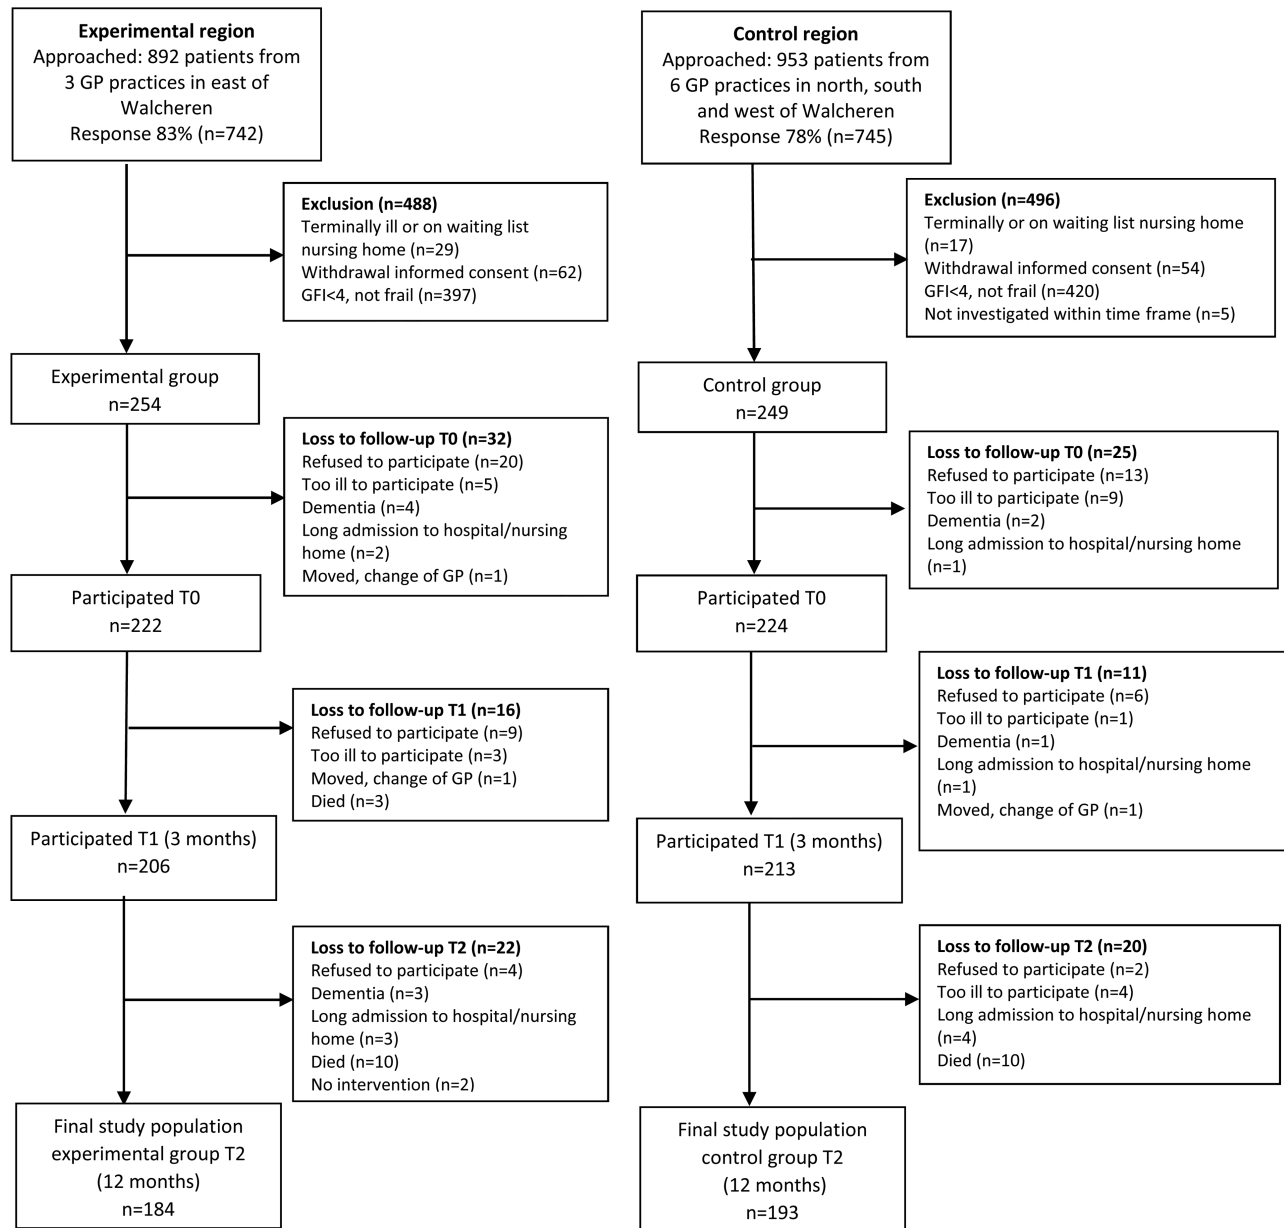 Experimental region
Approached: 892 patients from
3 GP practices in east of
Walcheren
Response 83% (n=742)
Exclusion (n=488)
Terminally ill or on waiting list
nursing home (n=29)
Withdrawal informed consent (n=62)
GFI<4, not frail (n=397)
Experimental group
n=254
Loss to follow-up T0 (n=32)
Refused to participate (n=20)
Too ill to participate (n=5)
Dementia (n=4)
Long admission to hospital/nursing
home (n=2)
Moved, change of GP (n=1)
Participated T0
n=222
Loss to follow-up T1 (n=16)
Refused to participate (n=9)
Too ill to participate (n=3)
Moved, change of GP (n=1)
Died (n=3)
Participated T1 (3 months)
n=206
Loss to follow-up T2 (n=22)
Refused to participate (n=4)
Dementia (n=3)
Long admission to hospital/nursing
home (n=3)
Died (n=10)
No intervention (n=2)
Final study population
experimental group T2
(12 months)
n=184
Control region
Approached: 953 patients from
6 GP practices in north, south
and west of Walcheren
Response 78% (n=745)
Exclusion (n=496)
Terminally or on waiting list nursing home
(n=17)
Withdrawal informed consent (n=54)
GFI<4, not frail (n=420)
Not investigated within time frame (n=5)
Control group
n=249
Loss to follow-up T0 (n=25)
Refused to participate (n=13)
Too ill to participate (n=9)
Dementia (n=2)
Long admission to hospital/nursing home
(n=1)
Participated T0
n=224
Loss to follow-up T1 (n=11)
Refused to participate (n=6)
Too ill to participate (n=1)
Dementia (n=1)
Long admission to hospital/nursing home
(n=1)
Moved, change of GP (n=1)
Participated T1 (3 months)
n=213
Loss to follow-up T2 (n=20)
Refused to participate (n=2)
Too ill to participate (n=4)
Long admission to hospital/nursing home
(n=4)
Died (n=10)
Final study population
control group T2
(12 months)
n=193